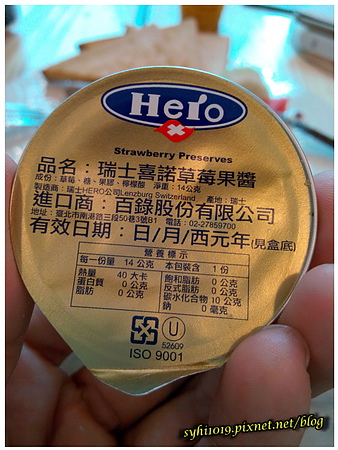 Hero
Strawberry Preserves
品名：瑞士喜諾草莓果醬
成份：草莓、糖、果膠、檸檬酸　淨重：14公克
製造商：瑞士HERO公司Lenzburg Switzerland　產地：瑞士
進口商：百錄股份有限公司
地址：臺北市南港路三段50巷3號B1　電話：02-27859700
有效日期：日/月/西元年(見盒底)
營養標示
每一份量 14 公克 本包裝含 1 份
熱量 40 大卡 飽和脂肪 0 公克
蛋白質 0 公克 反式脂肪 0 公克
脂肪 0 公克 碳水化合物 10 公克
鈉 0 毫克
U
52609
ISO 9001
syhi1019.pixnet.net/blog